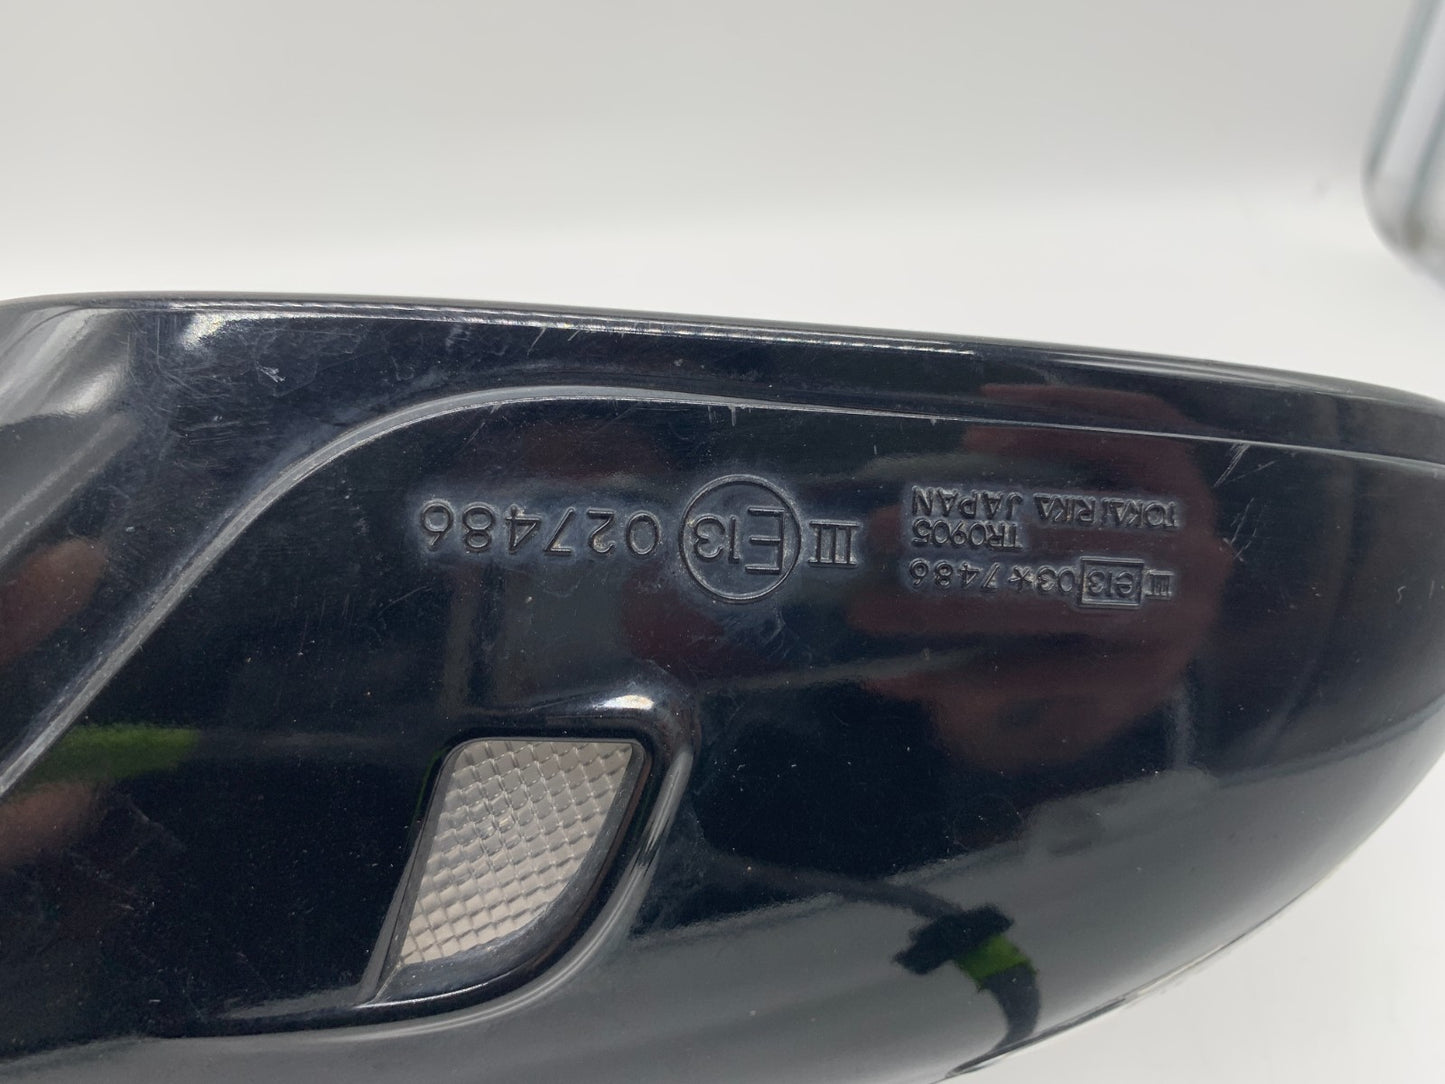 III e13 03*7486
TR0905
TOKAI RIKA JAPAN
III E13 027486